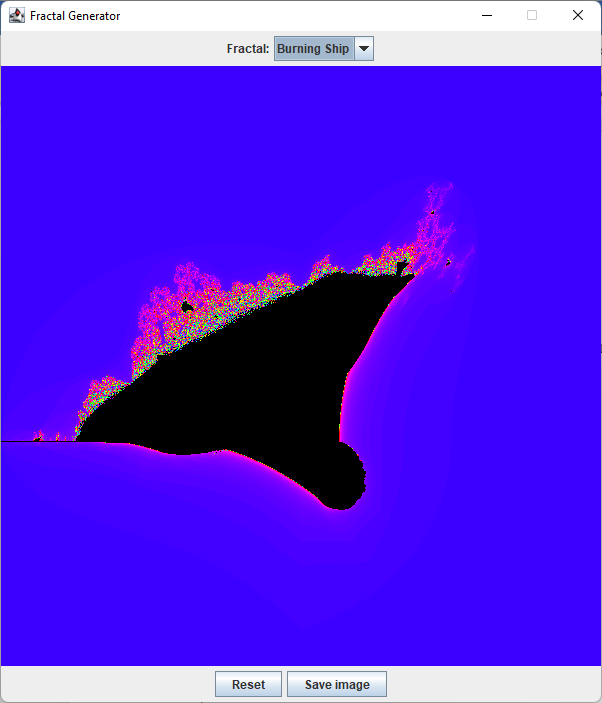 Fractal Generator
Fractal: Burning Ship
Reset Save image